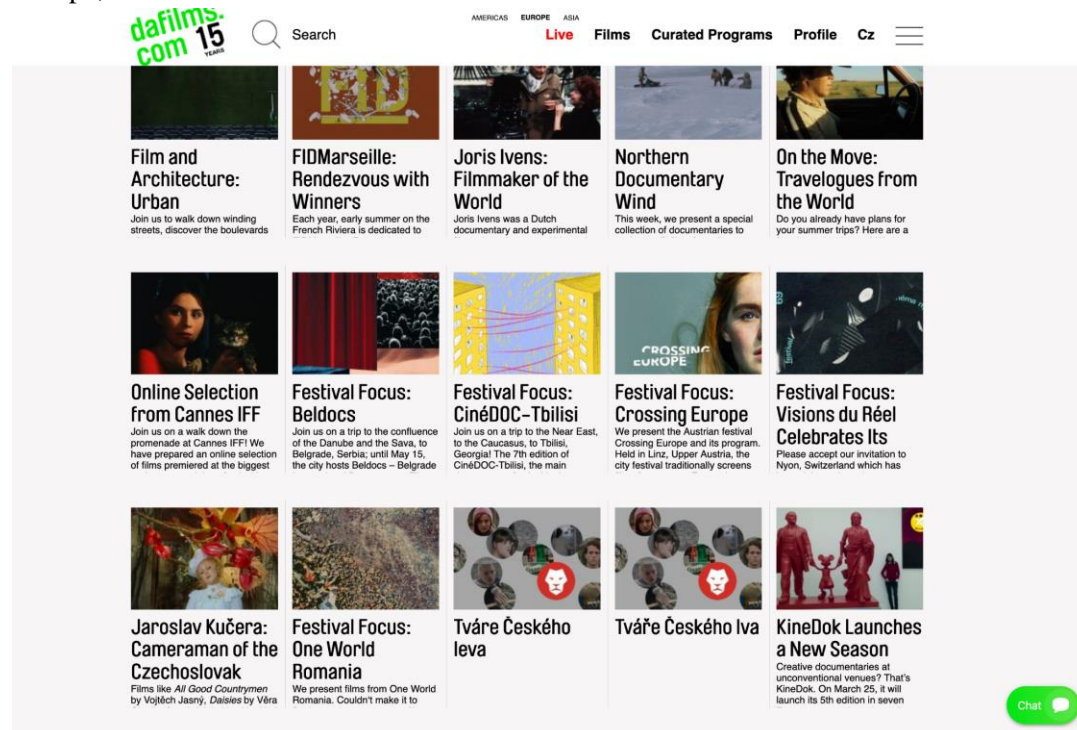 dafilms.
com 15
YEARS
Search
AMERICAS EUROPE ASIA
Live Films Curated Programs Profile Cz
Film and
Architecture:
Urban
Join us to walk down winding
streets, discover the boulevards
FIDMarseille:
Rendezvous with
Winners
Each year, early summer on the
French Riviera is dedicated to
Joris Ivens:
Filmmaker of the
World
Joris Ivens was a Dutch
documentary and experimental
Northern
Documentary
Wind
This week, we present a special
collection of documentaries to
On the Move:
Travelogues from
the World
Do you already have plans for
your summer trips? Here are a
Online Selection
from Cannes IFF
Join us on a walk down the
promenade at Cannes IFF! We
have prepared an online selection
of films premiered at the biggest
Festival Focus:
Beldocs
Join us on a trip to the confluence
of the Danube and the Sava, to
Belgrade, Serbia; until May 15,
the city hosts Beldocs – Belgrade
Festival Focus:
CinéDOC-Tbilisi
Join us on a trip to the Near East,
to the Caucasus, to Tbilisi,
Georgia! The 7th edition of
CinéDOC-Tbilisi, the main
CROSSING
EUROPE
Festival Focus:
Crossing Europe
We present the Austrian festival
Crossing Europe and its program.
Held in Linz, Upper Austria, the
city festival traditionally screens
Festival Focus:
Visions du Réel
Celebrates Its
Please accept our invitation to
Nyon, Switzerland which has
Jaroslav Kučera:
Cameraman of the
Czechoslovak
Films like All Good Countrymen
by Vojtěch Jasný, Daisies by Věra
Festival Focus:
One World
Romania
We present films from One World
Romania. Couldn't make it to
Tváre Českého
leva
Tváře Českého lva
KineDok Launches
a New Season
Creative documentaries at
unconventional venues? That's
KineDok. On March 25, it will
launch its 5th edition in seven
Chat